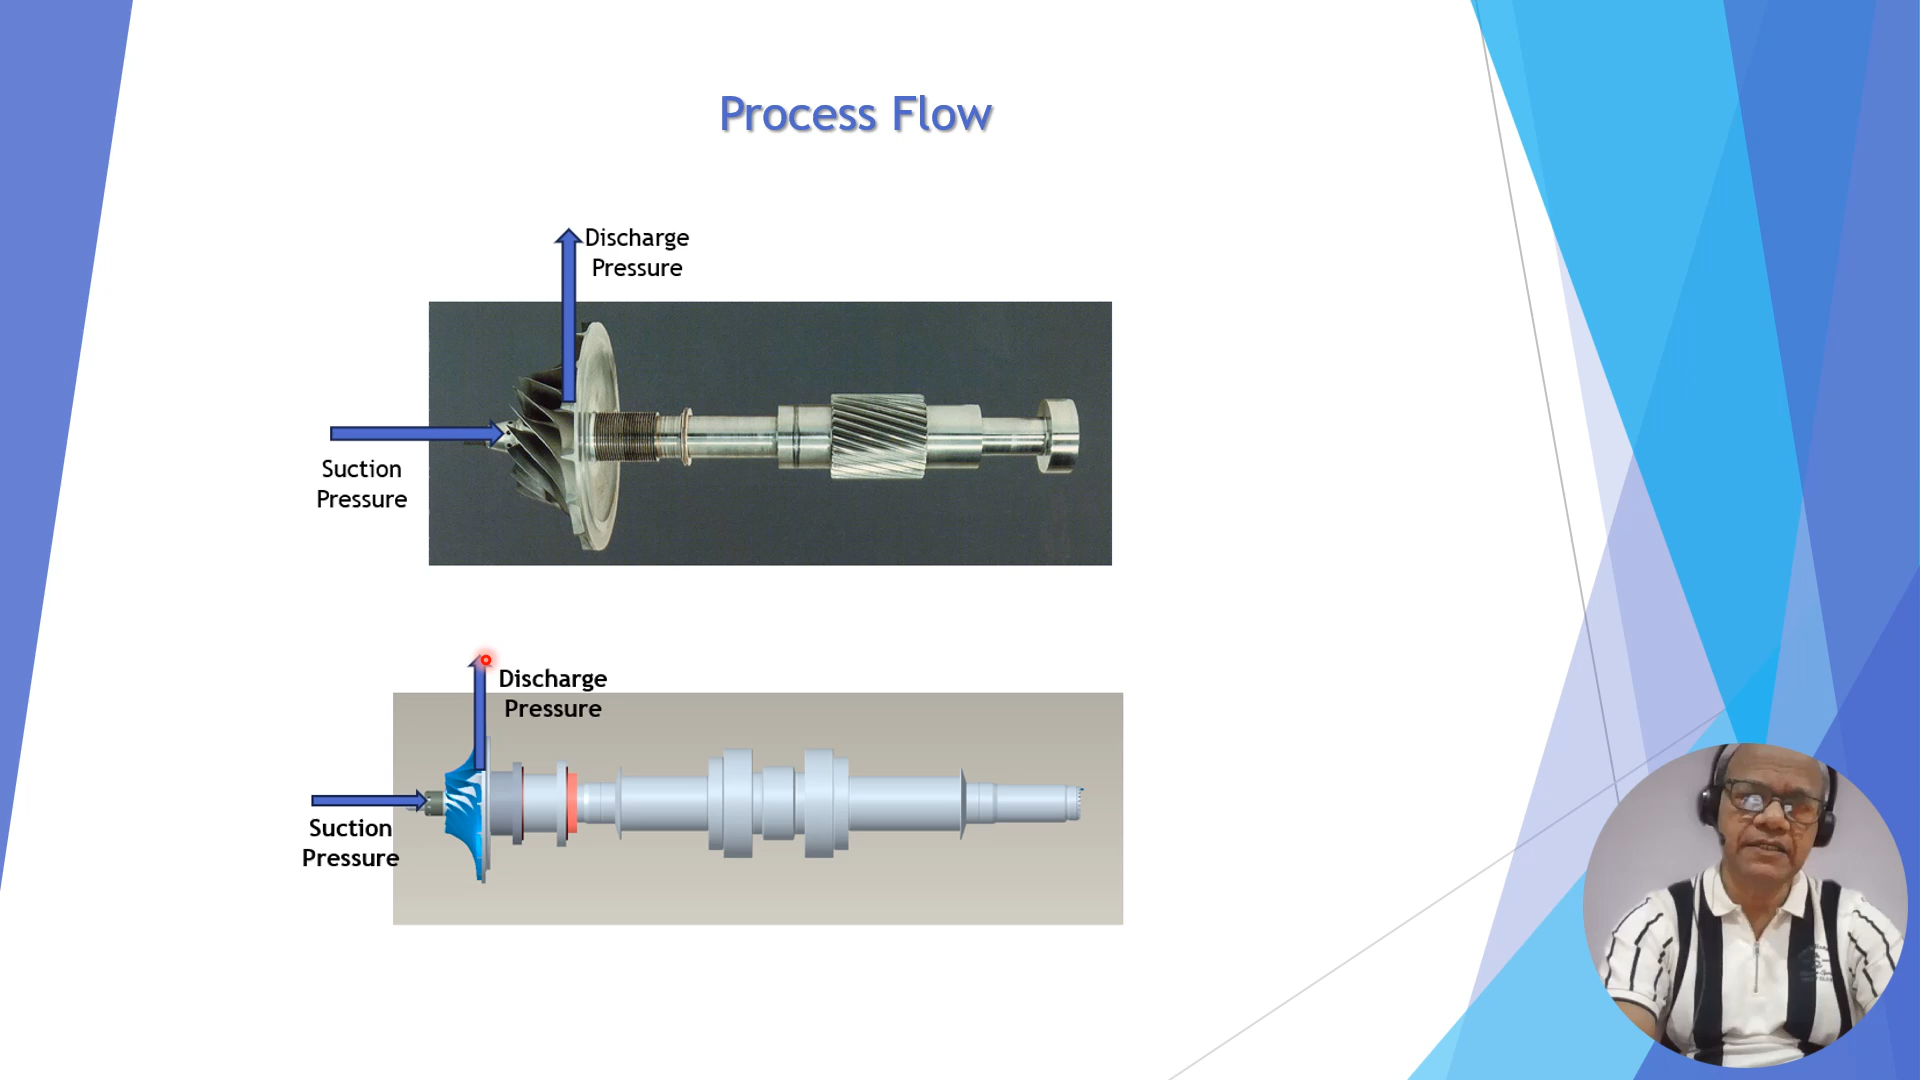 Process Flow
Discharge
Pressure
Suction
Pressure
Discharge
Pressure
Suction
Pressure